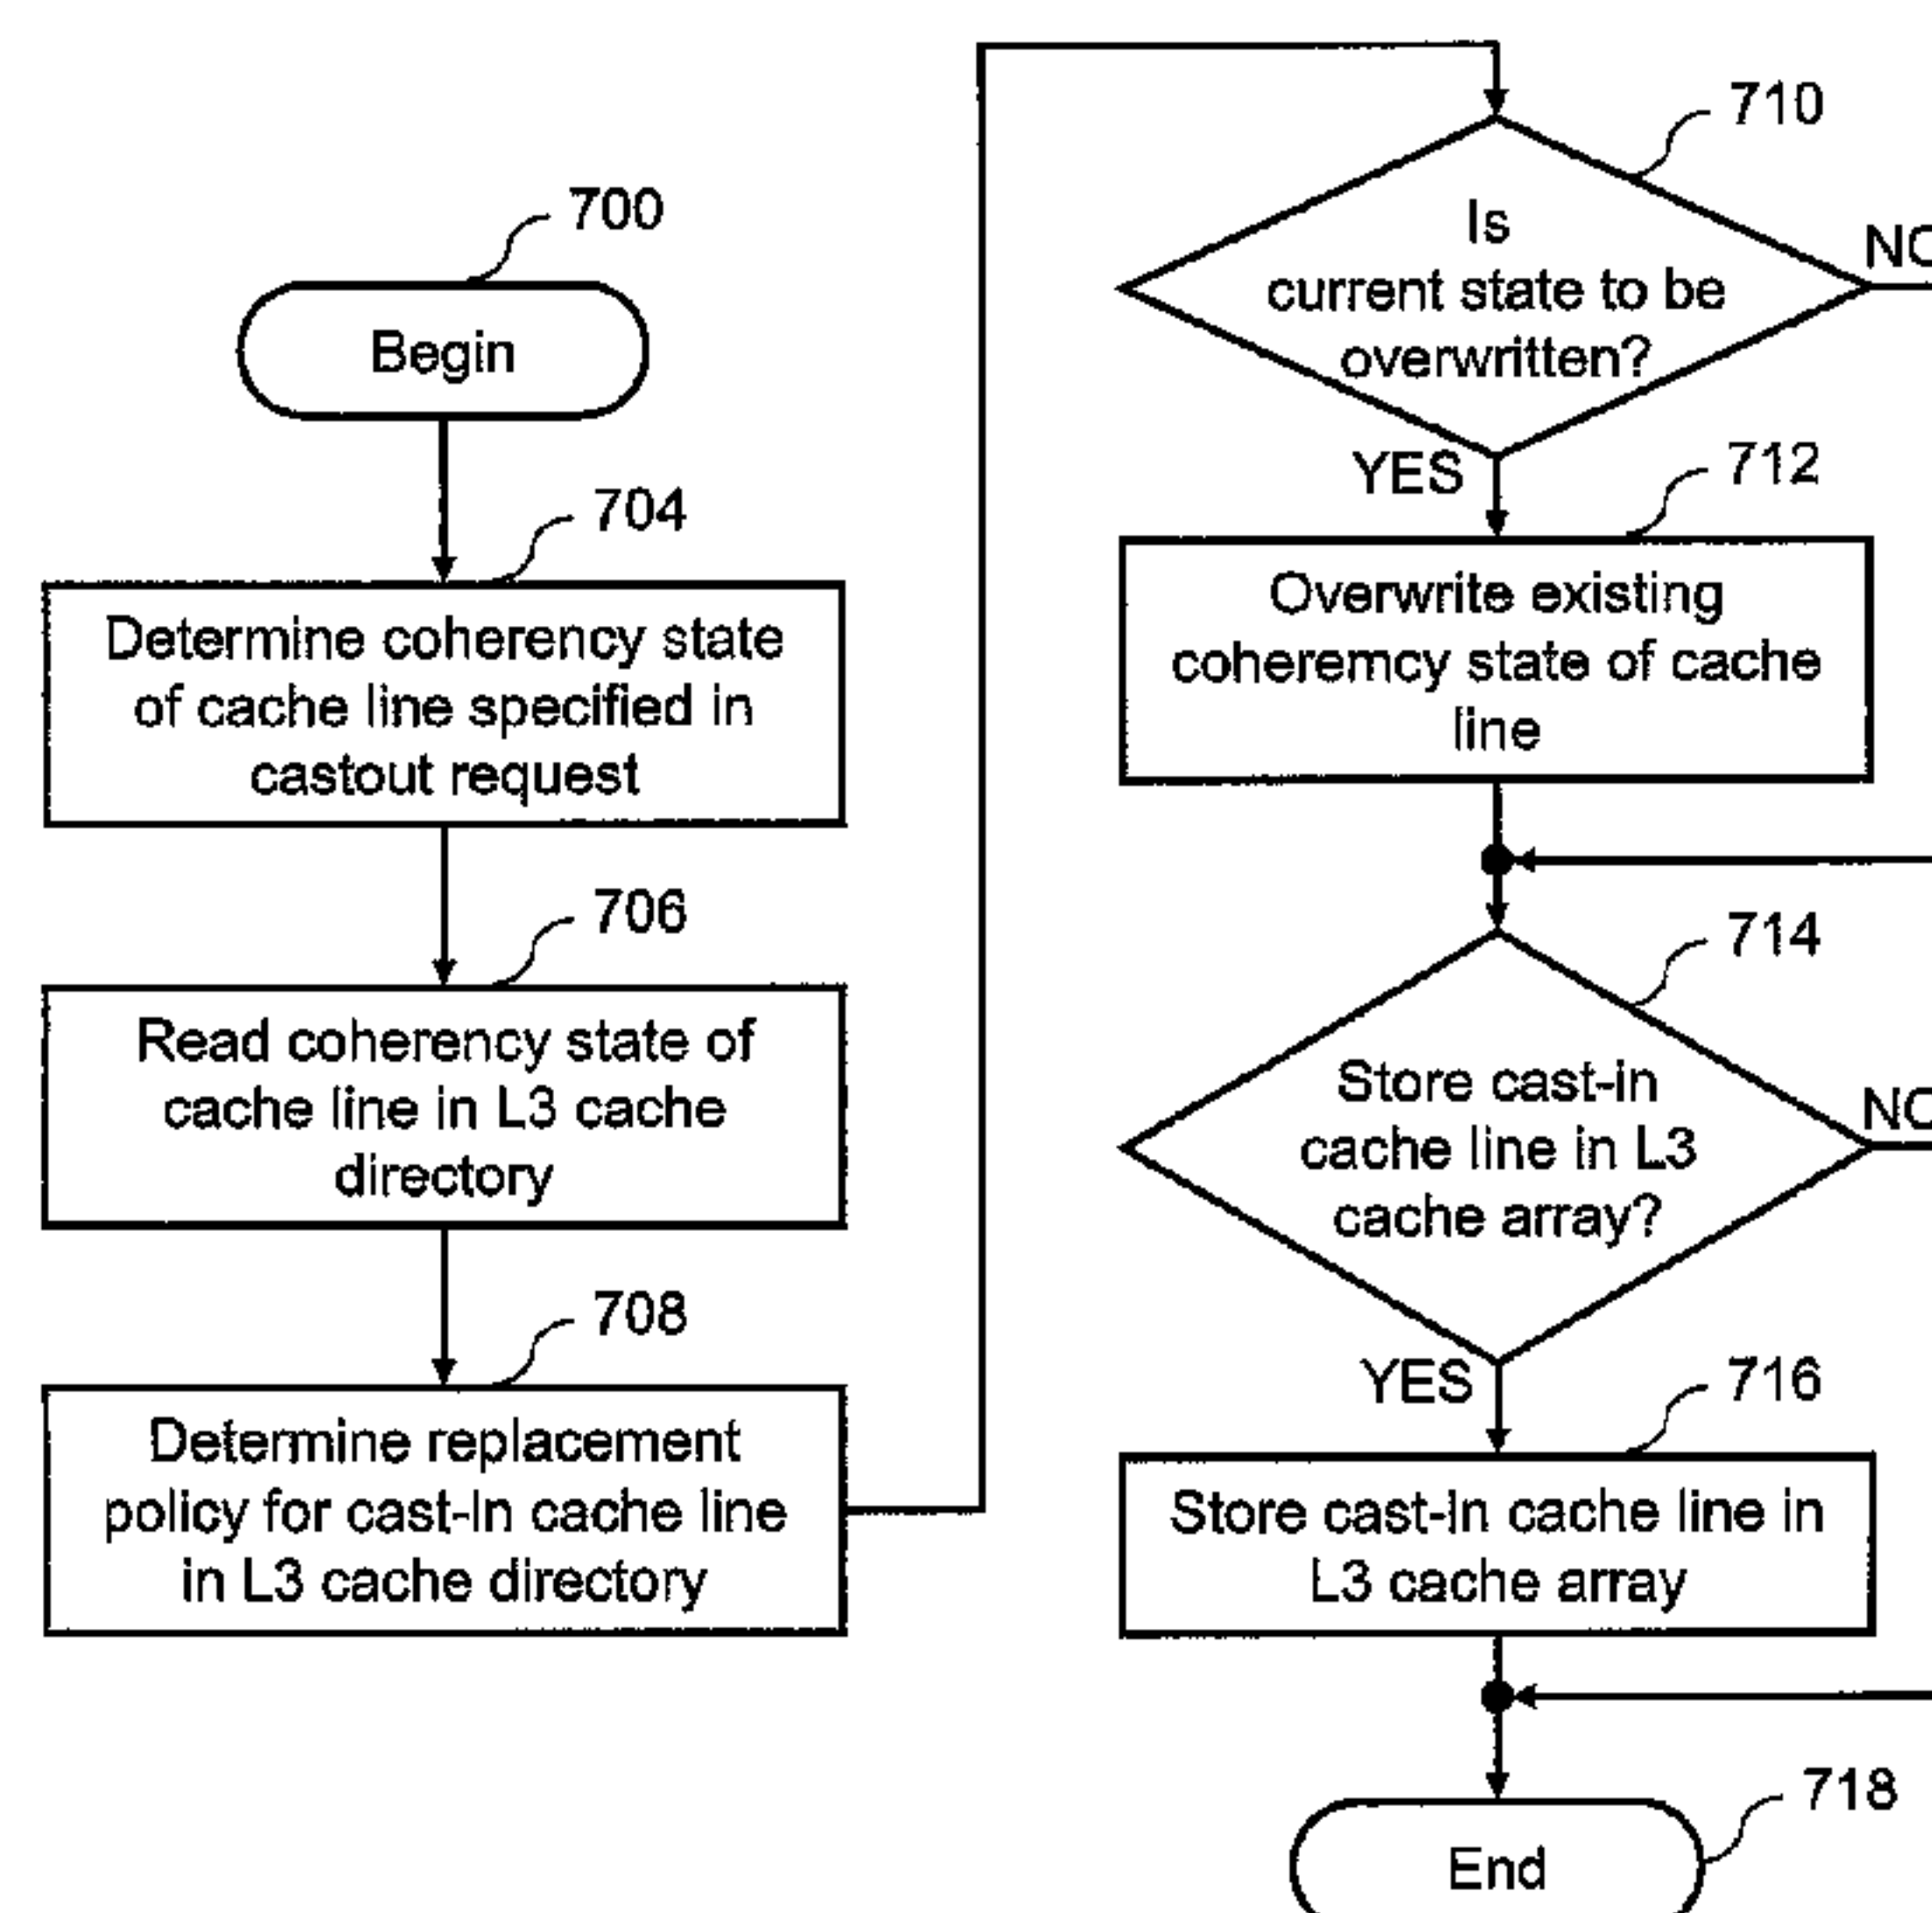 700
Begin
704
Determine coherency state
of cache line specified in
castout request
706
Read coherency state of
cache line in L3 cache
directory
708
Determine replacement
policy for cast-In cache line
in L3 cache directory
710
Is
current state to be
overwritten?
YES
712
Overwrite existing
coheremcy state of cache
line
714
Store cast-in
cache line in L3
cache array?
YES
716
Store cast-In cache line in
L3 cache array
718
End